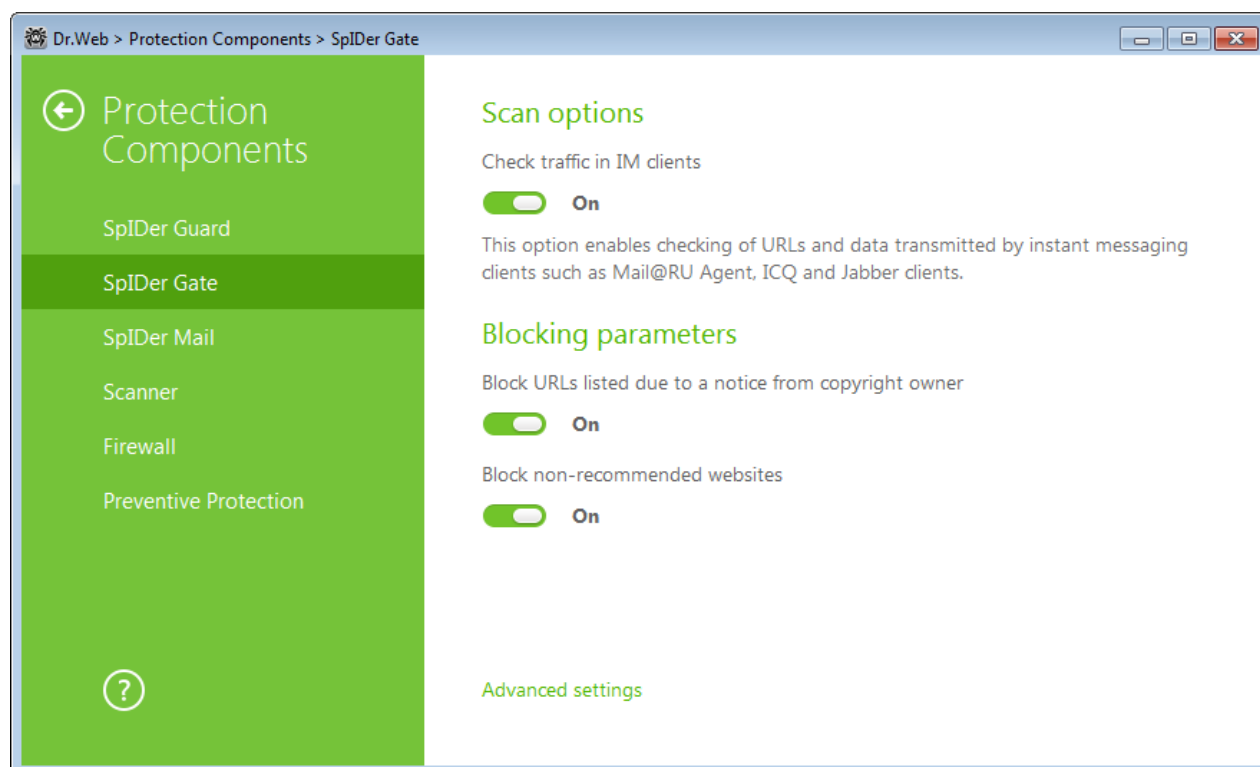 Dr.Web > Protection Components > SpIDer Gate
Protection
Components
SpIDer Guard
SpIDer Gate
SpIDer Mail
Scanner
Firewall
Preventive Protection
?
Scan options
Check traffic in IM clients
On
This option enables checking of URLs and data transmitted by instant messaging
clients such as Mail@RU Agent, ICQ and Jabber clients.
Blocking parameters
Block URLs listed due to a notice from copyright owner
On
Block non-recommended websites
On
Advanced settings